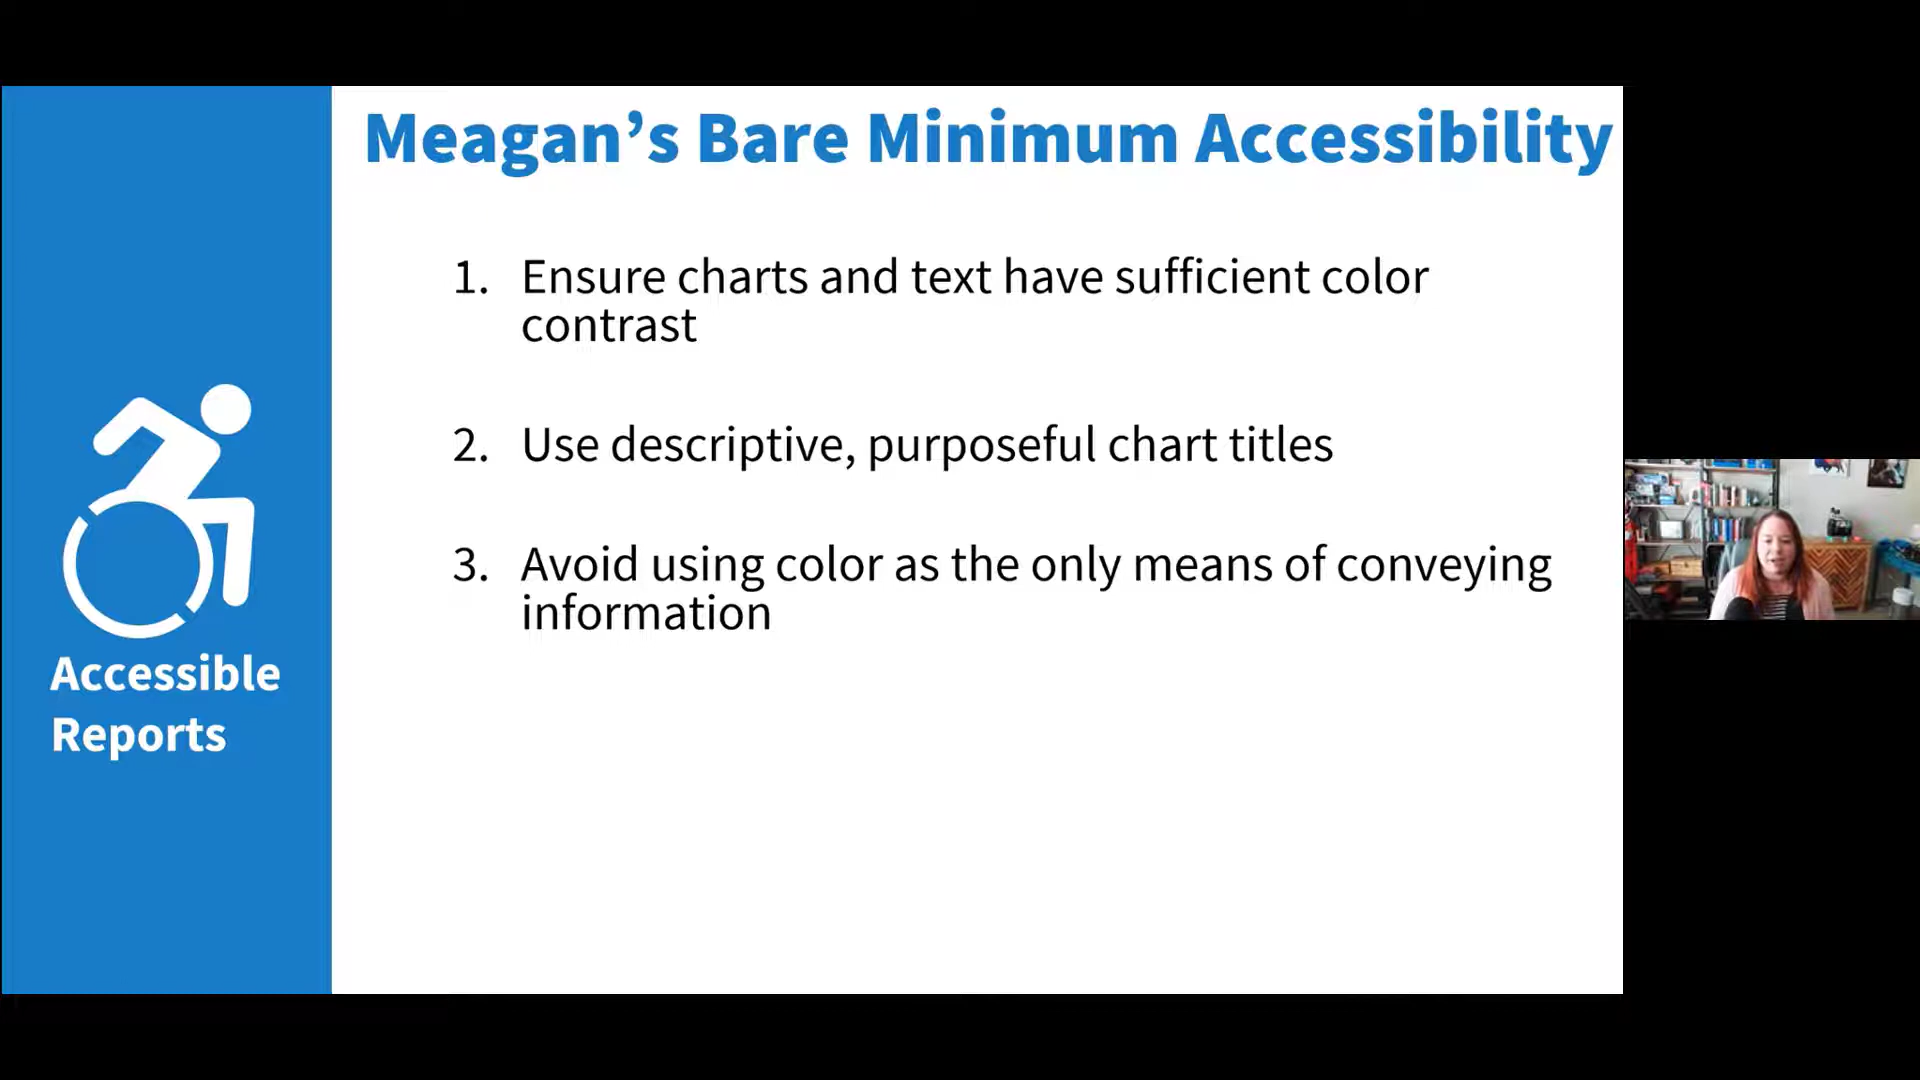 Meagan’s Bare Minimum Accessibility
1. Ensure charts and text have sufficient color
contrast
2. Use descriptive, purposeful chart titles
3. Avoid using color as the only means of conveying
information
Accessible
Reports